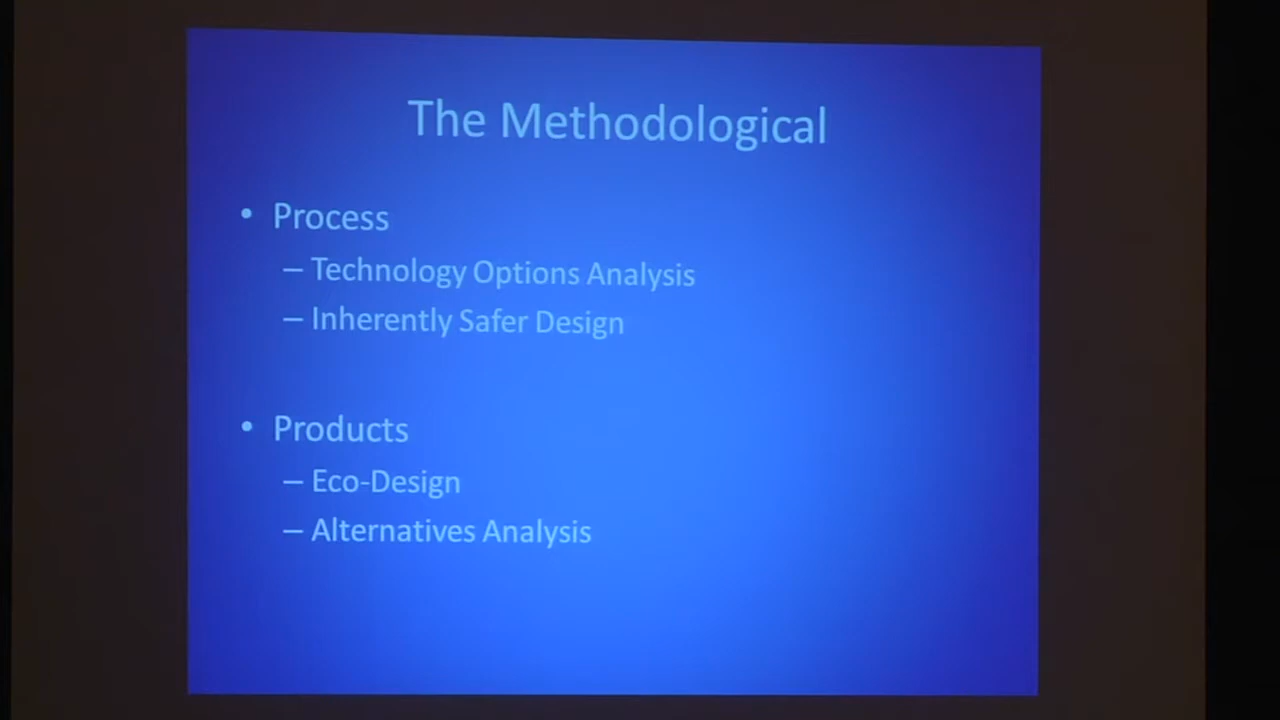 The Methodological
• Process
– Technology Options Analysis
– Inherently Safer Design
• Products
– Eco-Design
– Alternatives Analysis